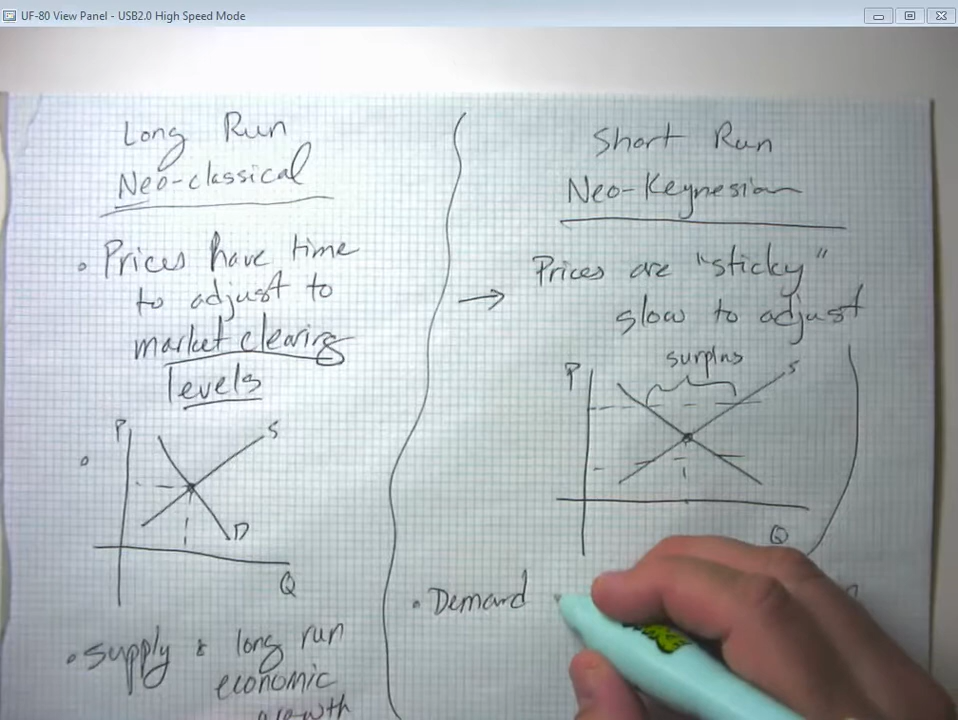 UF-80 View Panel - USB2.0 High Speed Mode
Long Run
Neo-classical
• Prices have time
to adjust to
market clearing
levels
P
S
D
Q
• Supply & long run
economic
growth
Short Run
Neo-Keynesian
→ Prices are "sticky"
slow to adjust
surplus
P
S
Q
• Demand